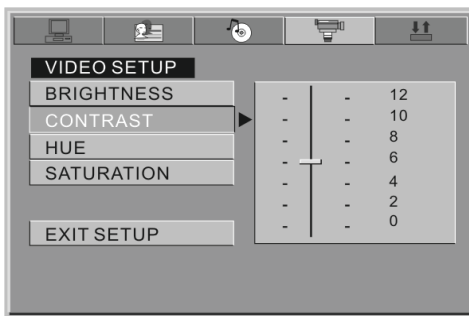 VIDEO SETUP
BRIGHTNESS
CONTRAST
HUE
SATURATION
EXIT SETUP
- - 12
- - 10
- - 8
- - 6
- - 4
- - 2
- - 0